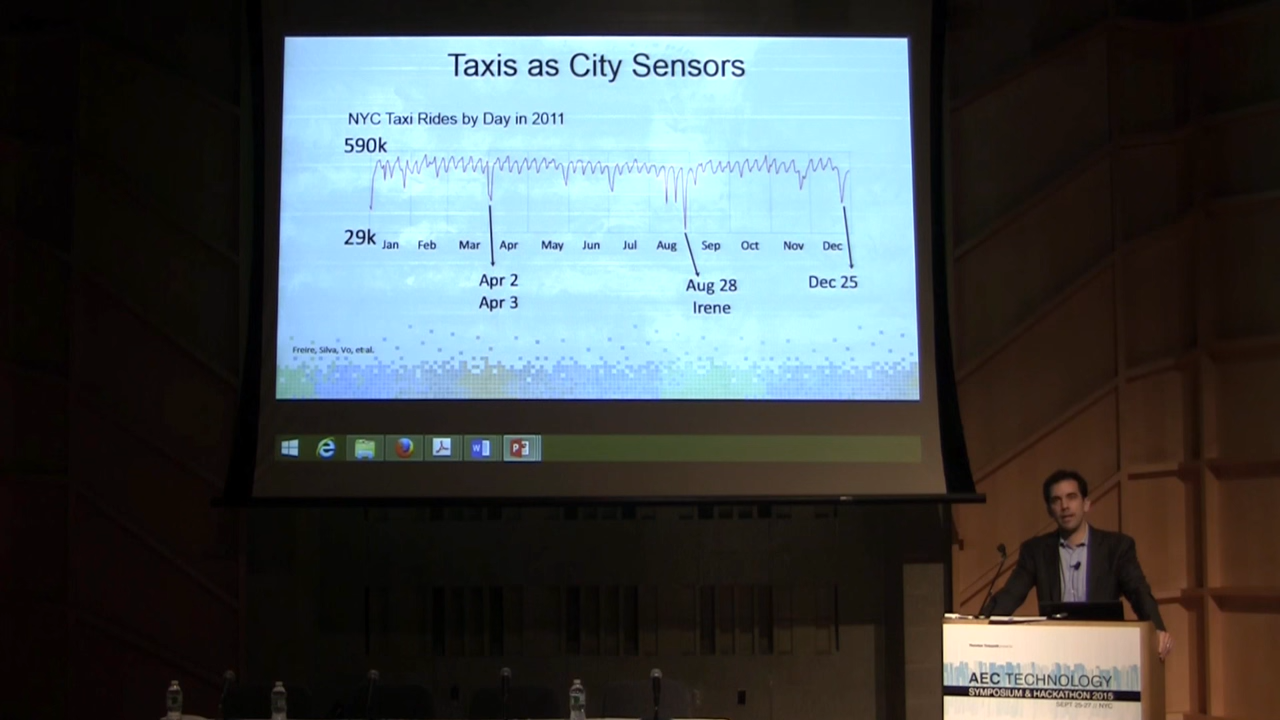 Taxis as City Sensors
NYC Taxi Rides by Day in 2011
590k
29k
Jan Feb Mar Apr May Jun Jul Aug Sep Oct Nov Dec
Apr 2
Apr 3
Aug 28
Irene
Dec 25
Freire, Silva, Vo, et al.
AEC TECHNOLOGY
SYMPOSIUM & HACKATHON 2015
SEPT 25-27 // NYC